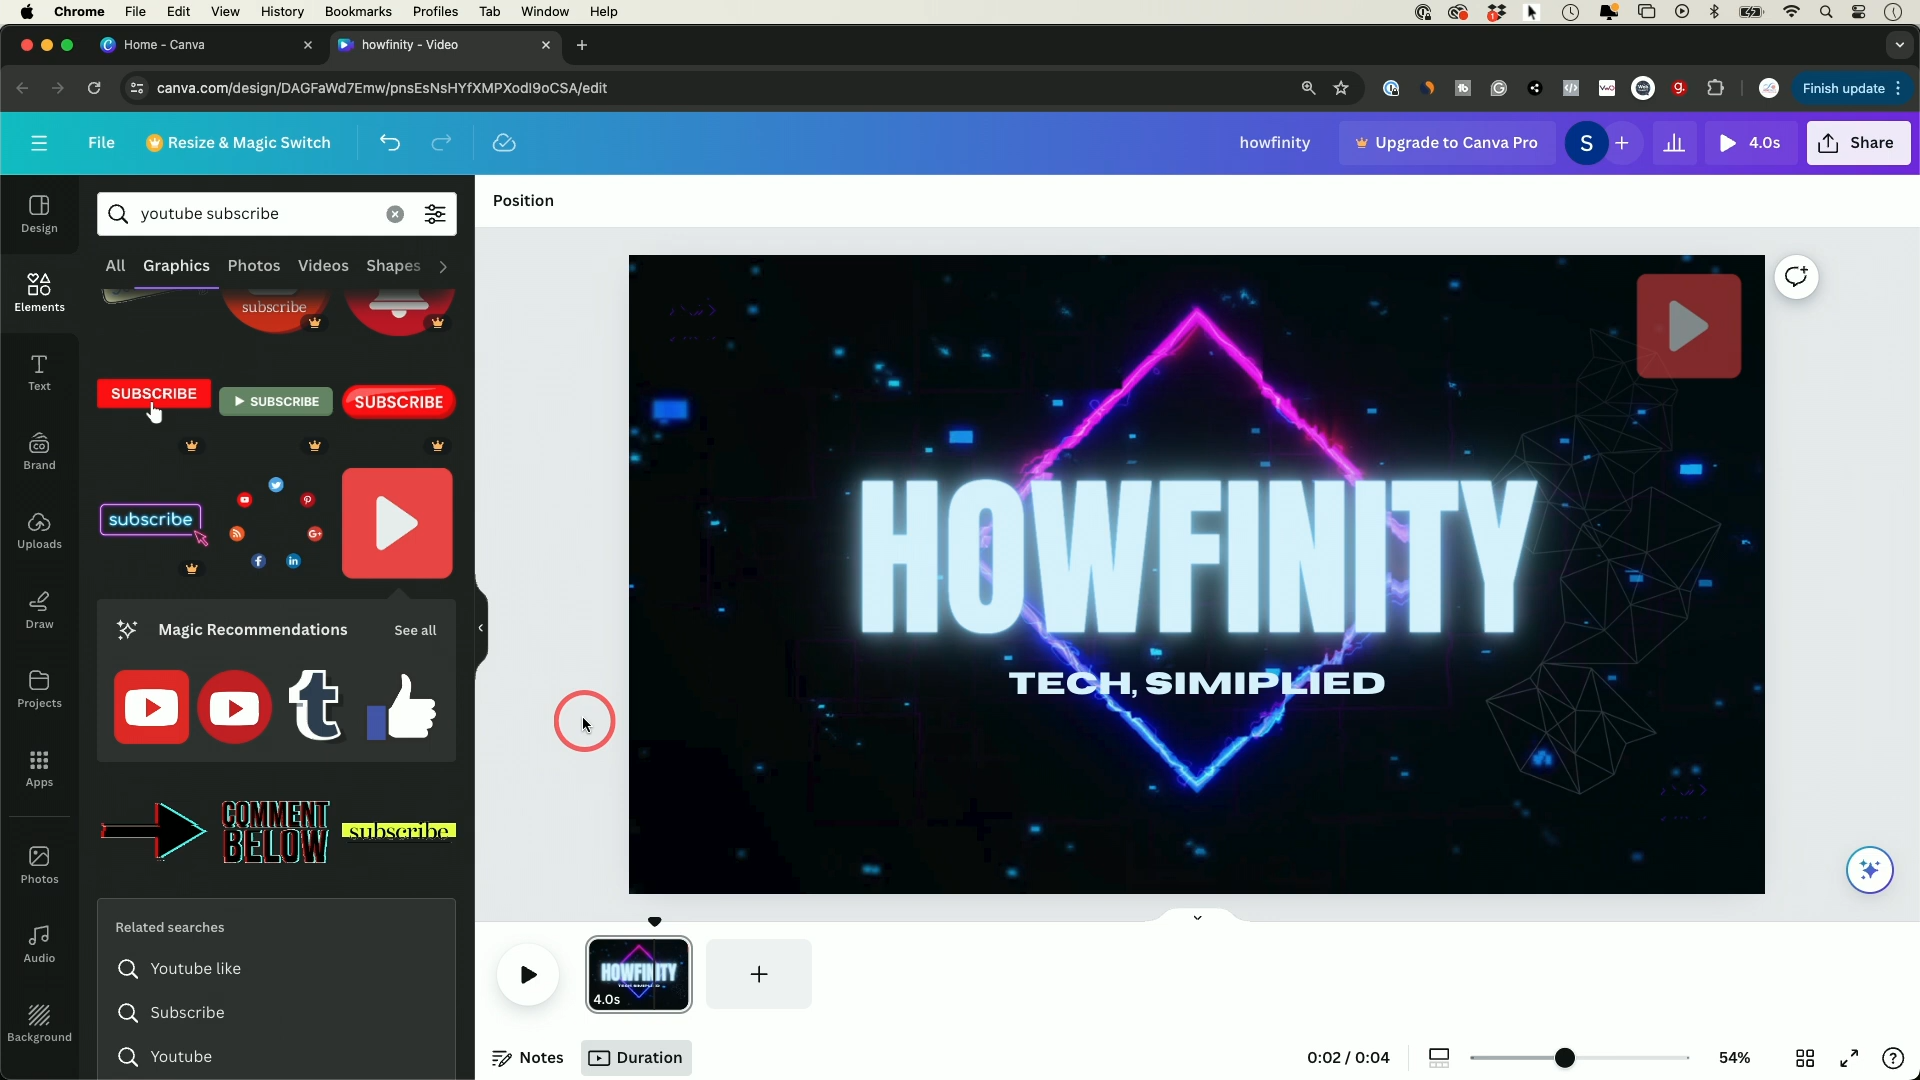 Chrome File Edit View History Bookmarks Profiles Tab Window Help
Home - Canva
howfinity - Video
canva.com/design/DAGFaWd7Emw/pnsEsNsHYfXMPXodl9oCSA/edit
Finish update
File
Resize & Magic Switch
howfinity
Upgrade to Canva Pro
S
4.0s
Share
Design
Elements
Text
Brand
Uploads
Draw
Projects
Apps
Photos
Audio
Background
youtube subscribe
All Graphics Photos Videos Shapes
subscribe
SUBSCRIBE
SUBSCRIBE
SUBSCRIBE
subscribe
Magic Recommendations
See all
COMMENT
BELOW
subscribe
Related searches
Youtube like
Subscribe
Youtube
Position
HOWFINITY
TECH, SIMIPLIED
HOWFINITY
4.0s
Notes
Duration
0:02 / 0:04
54%